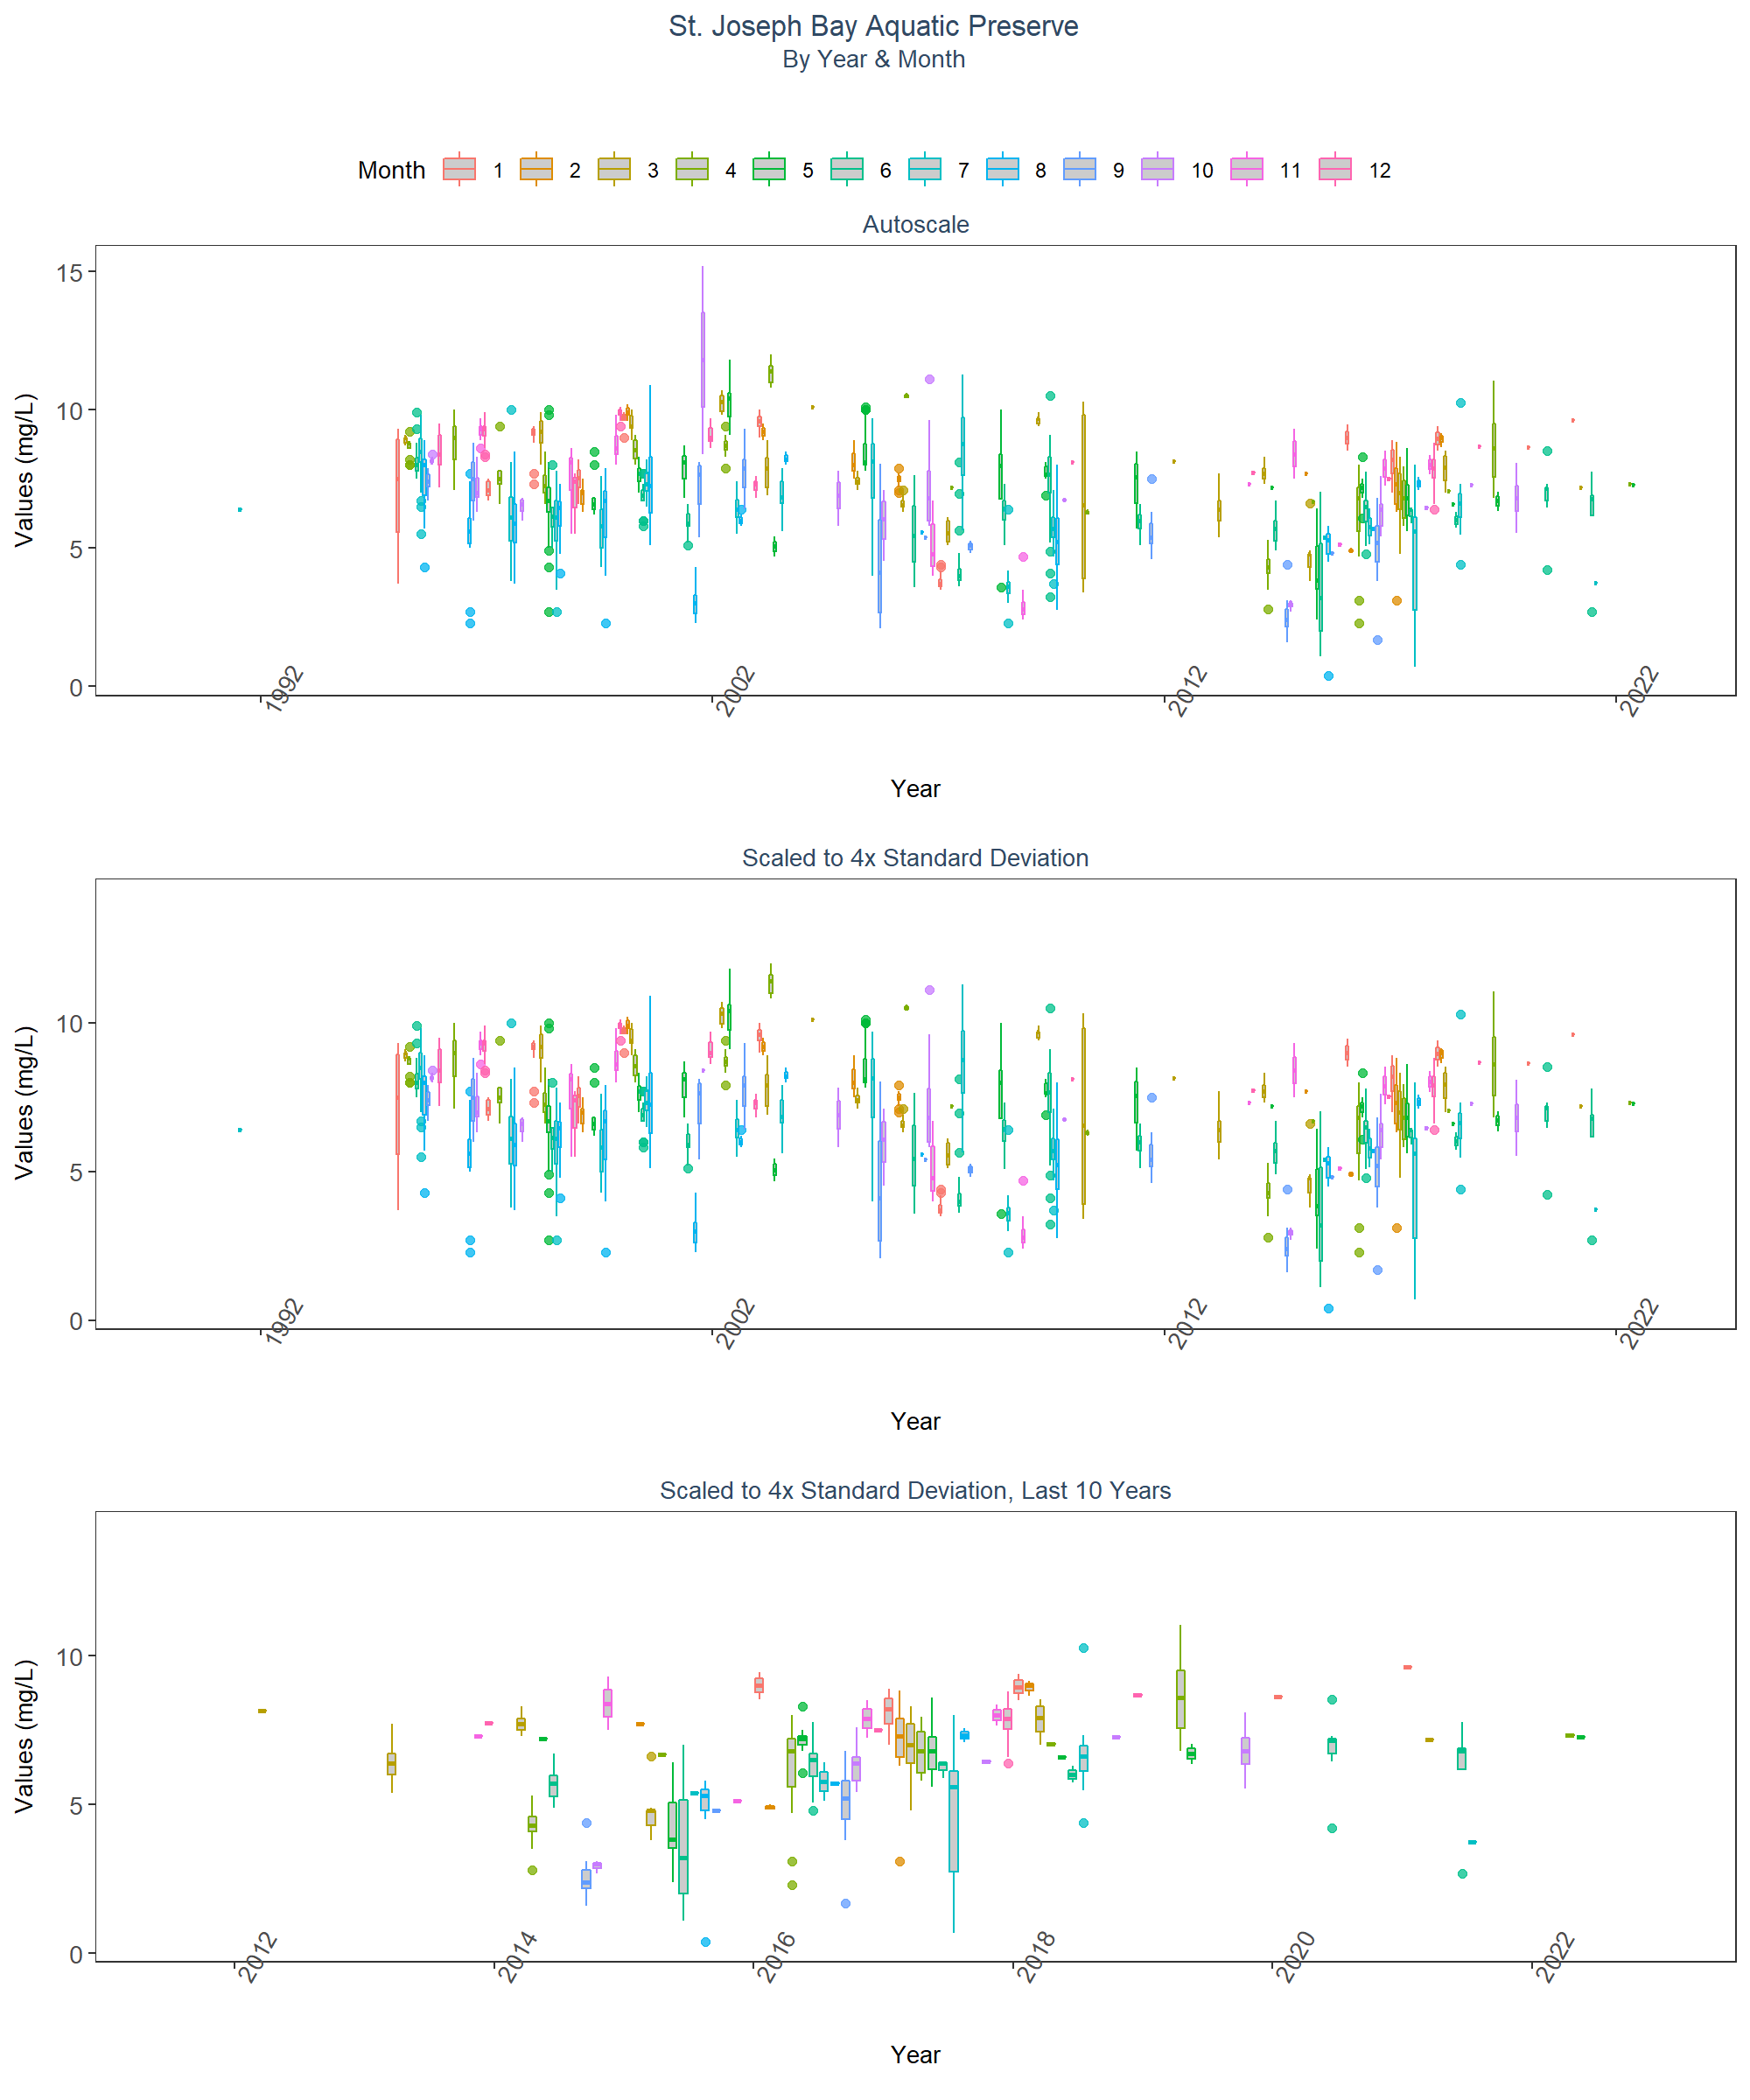 St. Joseph Bay Aquatic Preserve
By Year & Month
Month 1 2 3 4 5 6 7 8 9 10 11 12
Autoscale
Values (mg/L)
15
10
5
0
1992 2002 2012 2022
Year
Scaled to 4x Standard Deviation
Values (mg/L)
10
5
0
1992 2002 2012 2022
Year
Scaled to 4x Standard Deviation, Last 10 Years
Values (mg/L)
10
5
0
2012 2014 2016 2018 2020 2022
Year